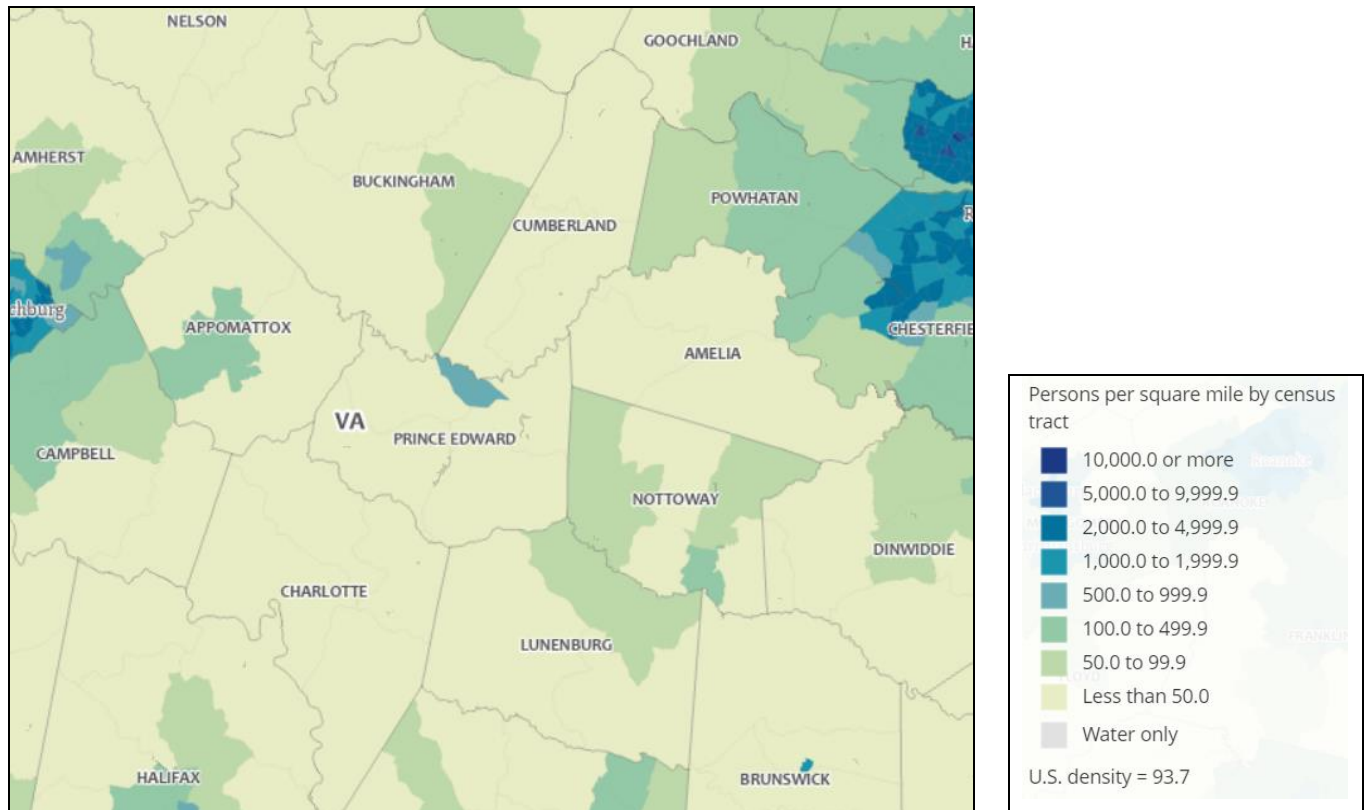 NELSON
GOOCHLAND
H
AMHERST
BUCKINGHAM
POWHATAN
CUMBERLAND
R
chburg
APPOMATTOX
CHESTERFIE
AMELIA
VA
PRINCE EDWARD
CAMPBELL
NOTTOWAY
DINWIDDIE
CHARLOTTE
LUNENBURG
HALIFAX
BRUNSWICK
Persons per square mile by census
tract
10,000.0 or more
5,000.0 to 9,999.9
2,000.0 to 4,999.9
1,000.0 to 1,999.9
500.0 to 999.9
100.0 to 499.9
50.0 to 99.9
Less than 50.0
Water only
U.S. density = 93.7
Roanoke
FRANKLIN